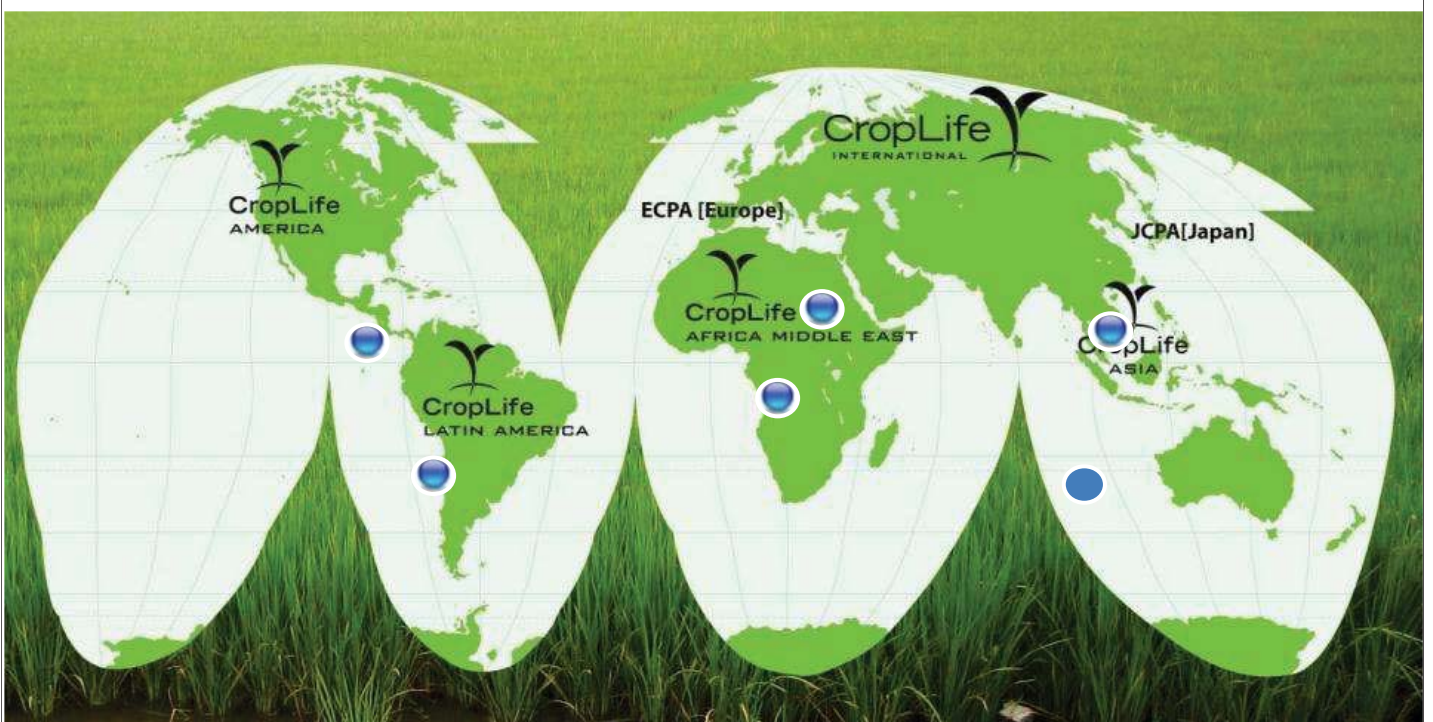 CropLife
INTERNATIONAL
CropLife
AMERICA
ECPA [Europe]
JCPA[Japan]
CropLife
AFRICA MIDDLE EAST
CropLife
ASIA
CropLife
LATIN AMERICA